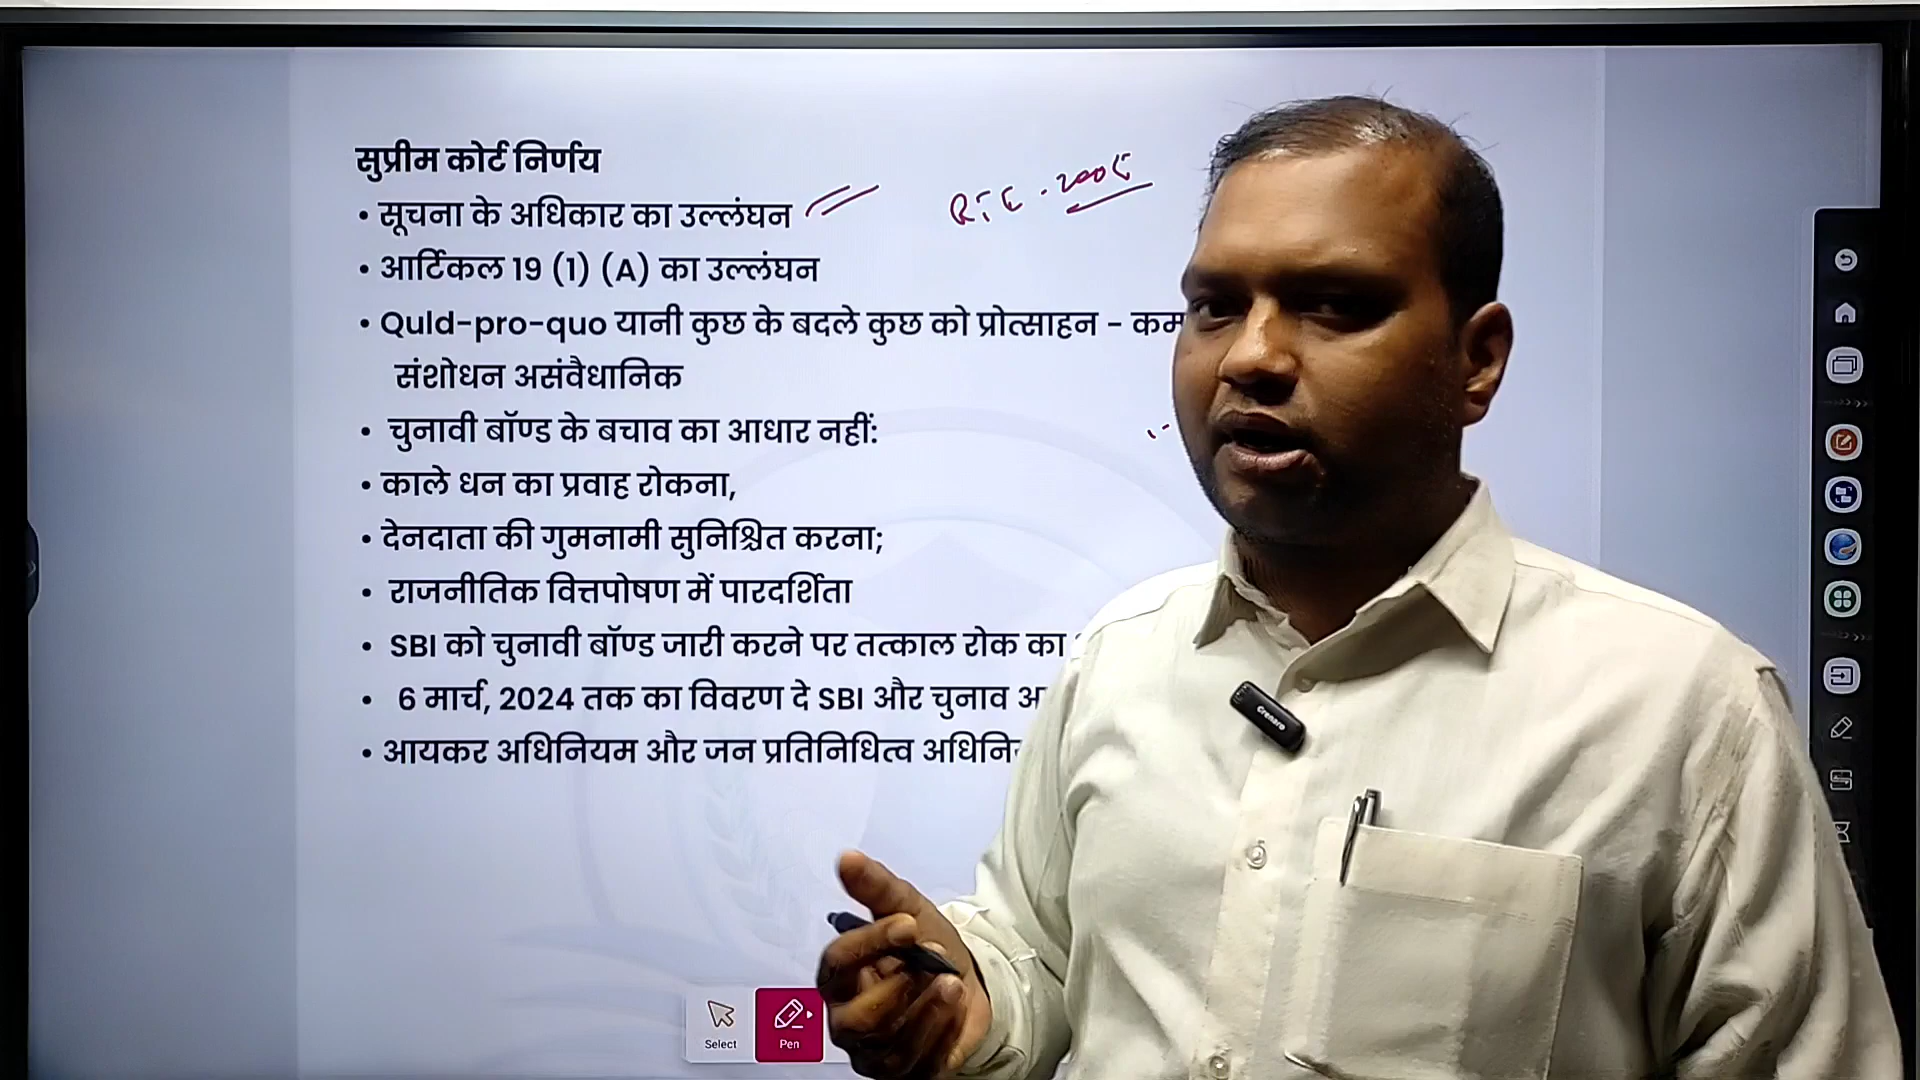 सुप्रीम कोर्ट निर्णय
• सूचना के अधिकार का उल्लंघन
R.T.E. 2005
• आर्टिकल 19 (1) (A) का उल्लंघन
• Quld-pro-quo यानी कुछ के बदले कुछ को प्रोत्साहन - कम
संशोधन असंवैधानिक
• चुनावी बॉण्ड के बचाव का आधार नहीं:
• काले धन का प्रवाह रोकना,
• देनदाता की गुमनामी सुनिश्चित करना;
• राजनीतिक वित्तपोषण में पारदर्शिता
• SBI को चुनावी बॉण्ड जारी करने पर तत्काल रोक का
• 6 मार्च, 2024 तक का विवरण दे SBI और चुनाव
• आयकर अधिनियम और जन प्रतिनिधित्व
Grenaro
Select
Pen